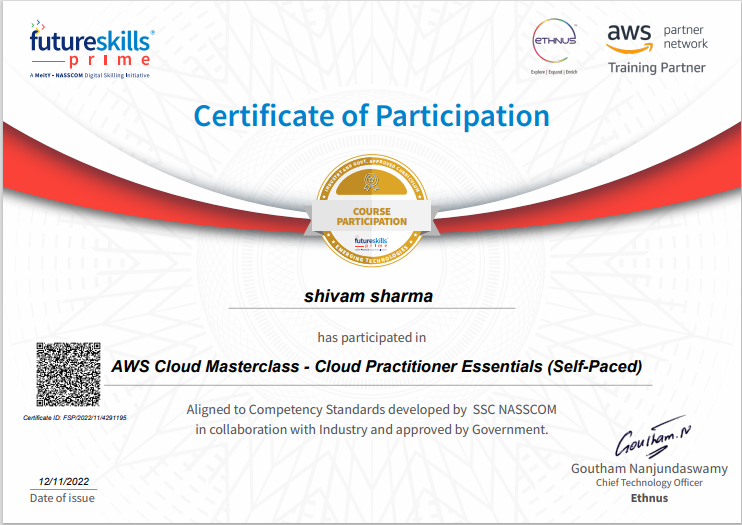 futureskills®
prime
A MeitY - NASSCOM Digital Skilling Initiative
ETHNUS
Explore | Expand | Enrich
aws partner network
Training Partner
Certificate of Participation
INDUSTRY AND GOVT. APPROVED CURRICULUM
COURSE
PARTICIPATION
futureskills
prime
EMERGING TECHNOLOGIES
shivam sharma
has participated in
AWS Cloud Masterclass - Cloud Practitioner Essentials (Self-Paced)
Certificate ID: FSP/2022/11/4291195
Aligned to Competency Standards developed by SSC NASSCOM
in collaboration with Industry and approved by Government.
Goutham.N
Goutham Nanjundaswamy
Chief Technology Officer
Ethnus
12/11/2022
Date of issue